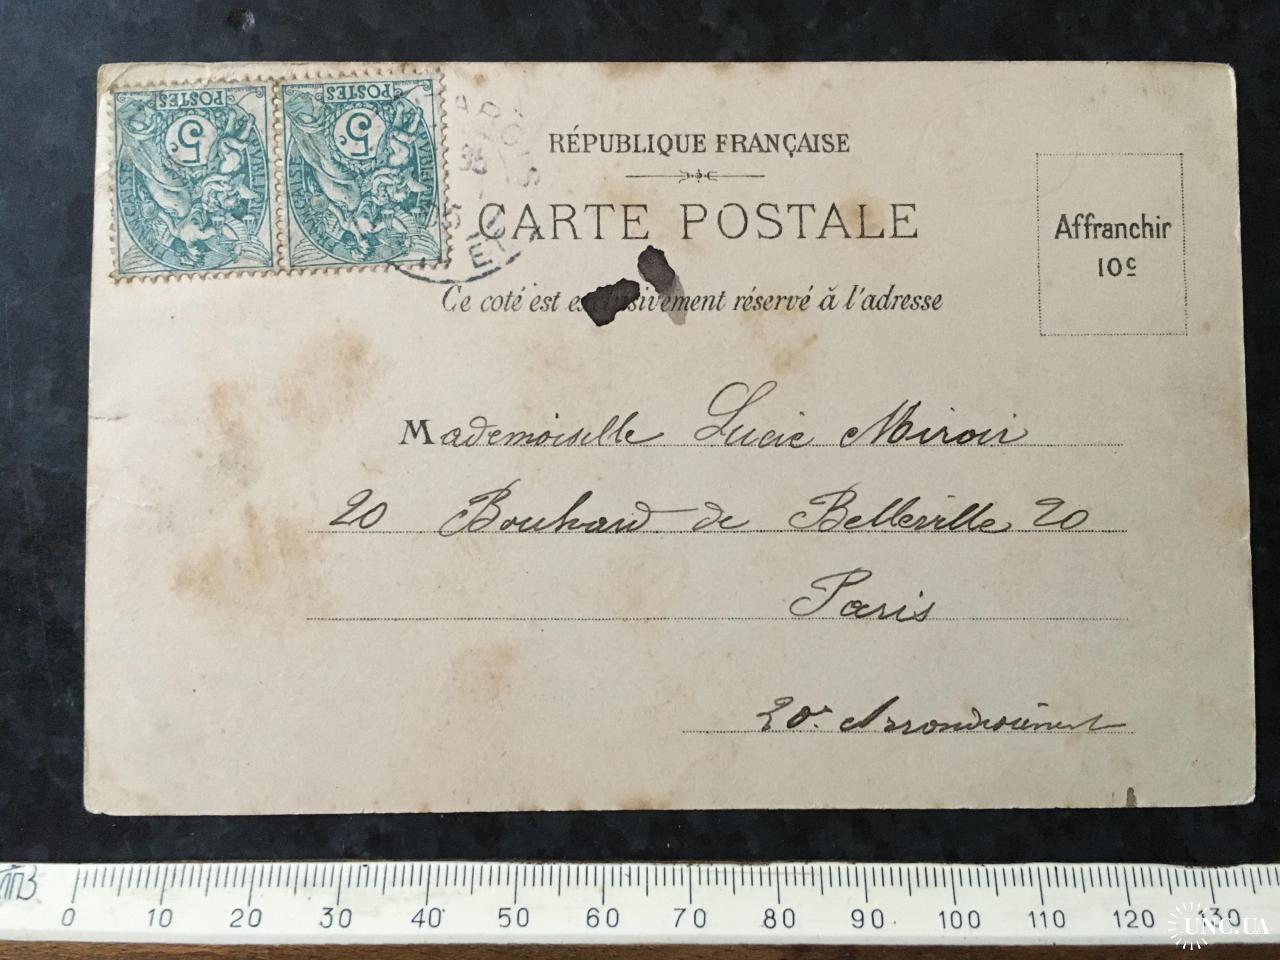 POSTES
5c
POSTES
5c
RÉPUBLIQUE FRANÇAISE
CARTE POSTALE
Affranchir
10c
Ce coté est exclusivement réservé à l'adresse
Mademoiselle Lucie Miroir
20 Boulevard de Belleville 20
Paris
20e Arrondissement
0 10 20 30 40 50 60 70 80 90 100 110 120 130
UNC.UA